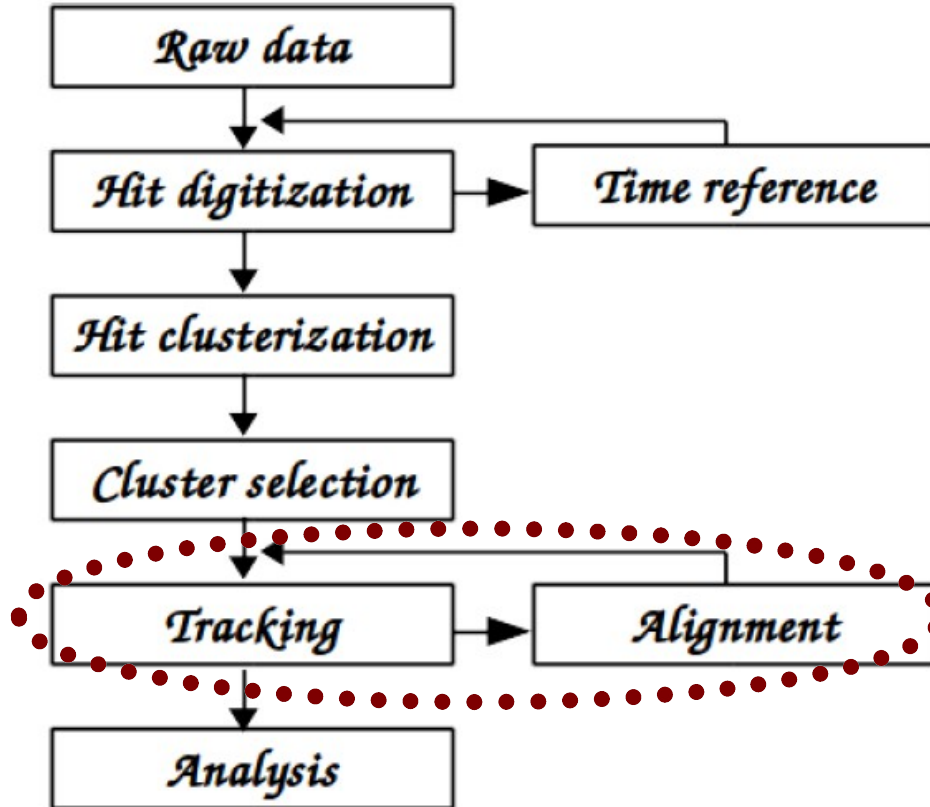 Raw data
Hit digitization
Time reference
Hit clusterization
Cluster selection
Tracking
Alignment
Analysis